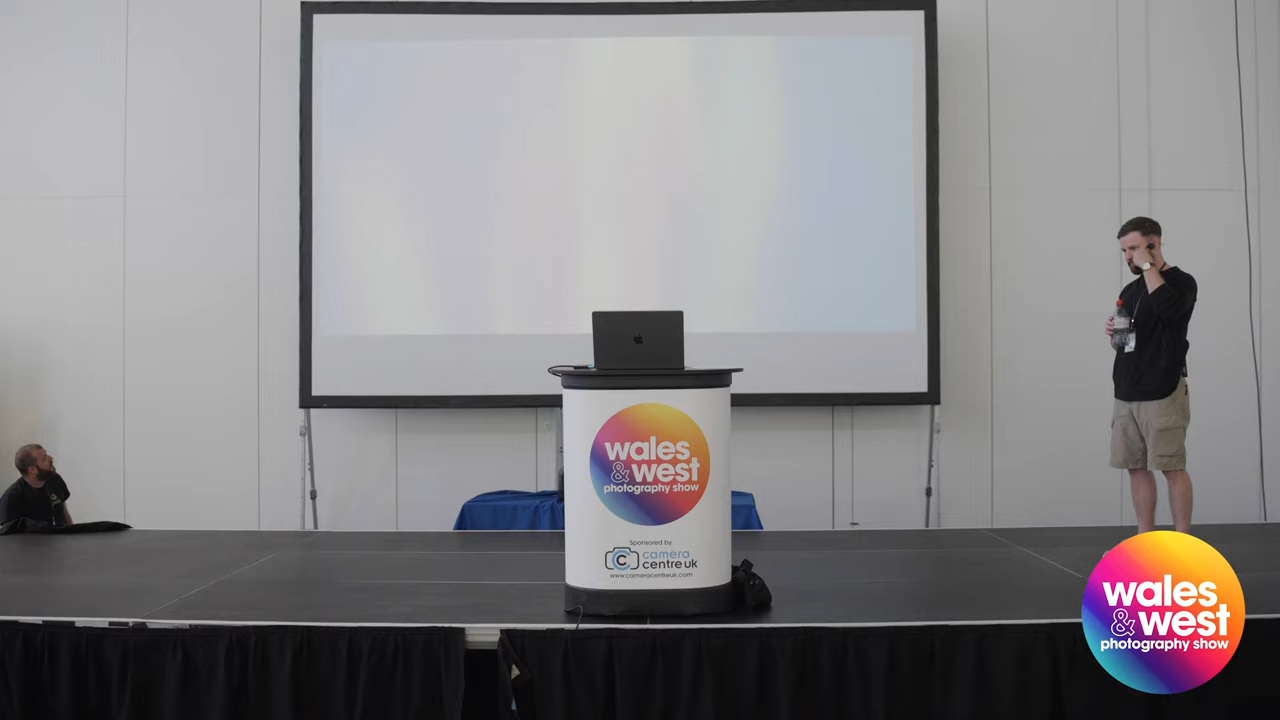 wales
& west
photography show
Sponsored by
camera
centre uk
www.cameracentreuk.com
wales
& west
photography show